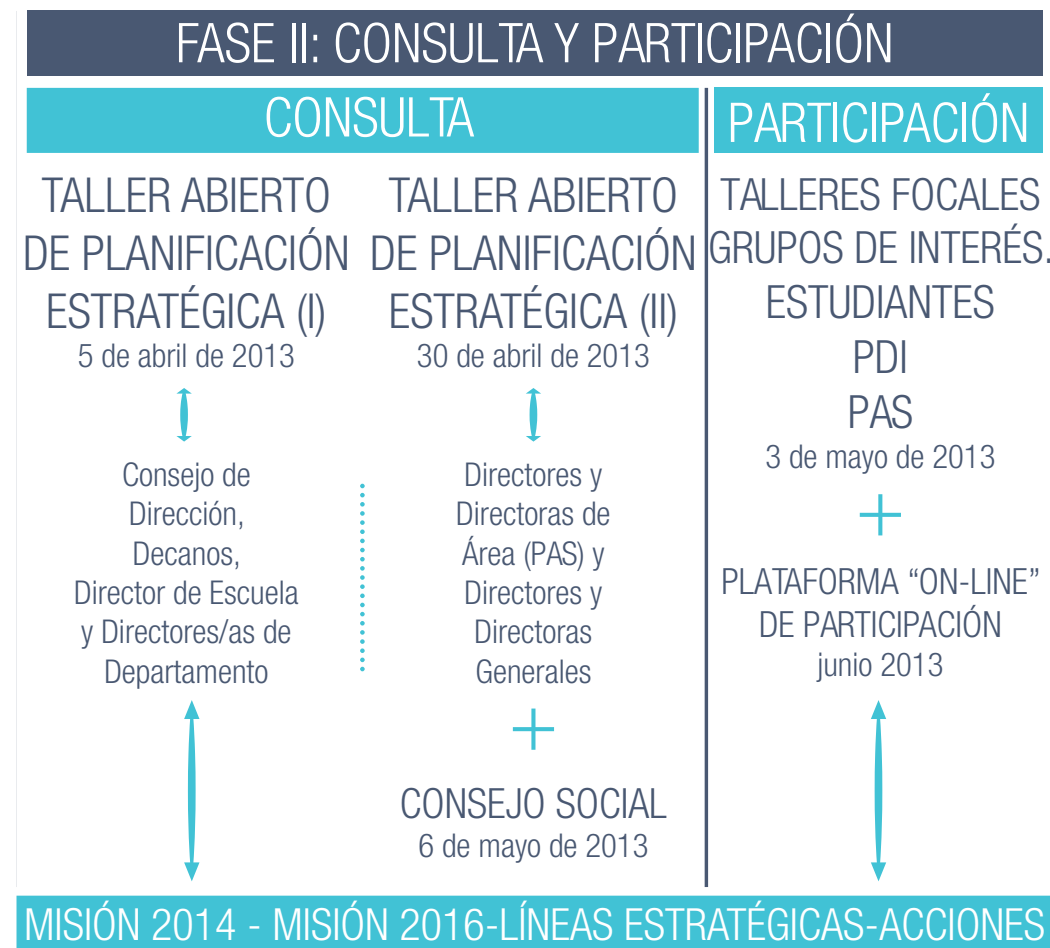 FASE II: CONSULTA Y PARTICIPACIÓN
CONSULTA
TALLER ABIERTO
DE PLANIFICACIÓN
ESTRATÉGICA (I)
5 de abril de 2013
Consejo de
Dirección,
Decanos,
Director de Escuela
y Directores/as de
Departamento
TALLER ABIERTO
DE PLANIFICACIÓN
ESTRATÉGICA (II)
30 de abril de 2013
Directores y
Directoras de
Área (PAS) y
Directores y
Directoras
Generales
+
CONSEJO SOCIAL
6 de mayo de 2013
PARTICIPACIÓN
TALLERES FOCALES
GRUPOS DE INTERÉS.
ESTUDIANTES
PDI
PAS
3 de mayo de 2013
+
PLATAFORMA “ON-LINE”
DE PARTICIPACIÓN
junio 2013
MISIÓN 2014 - MISIÓN 2016-LÍNEAS ESTRATÉGICAS-ACCIONES